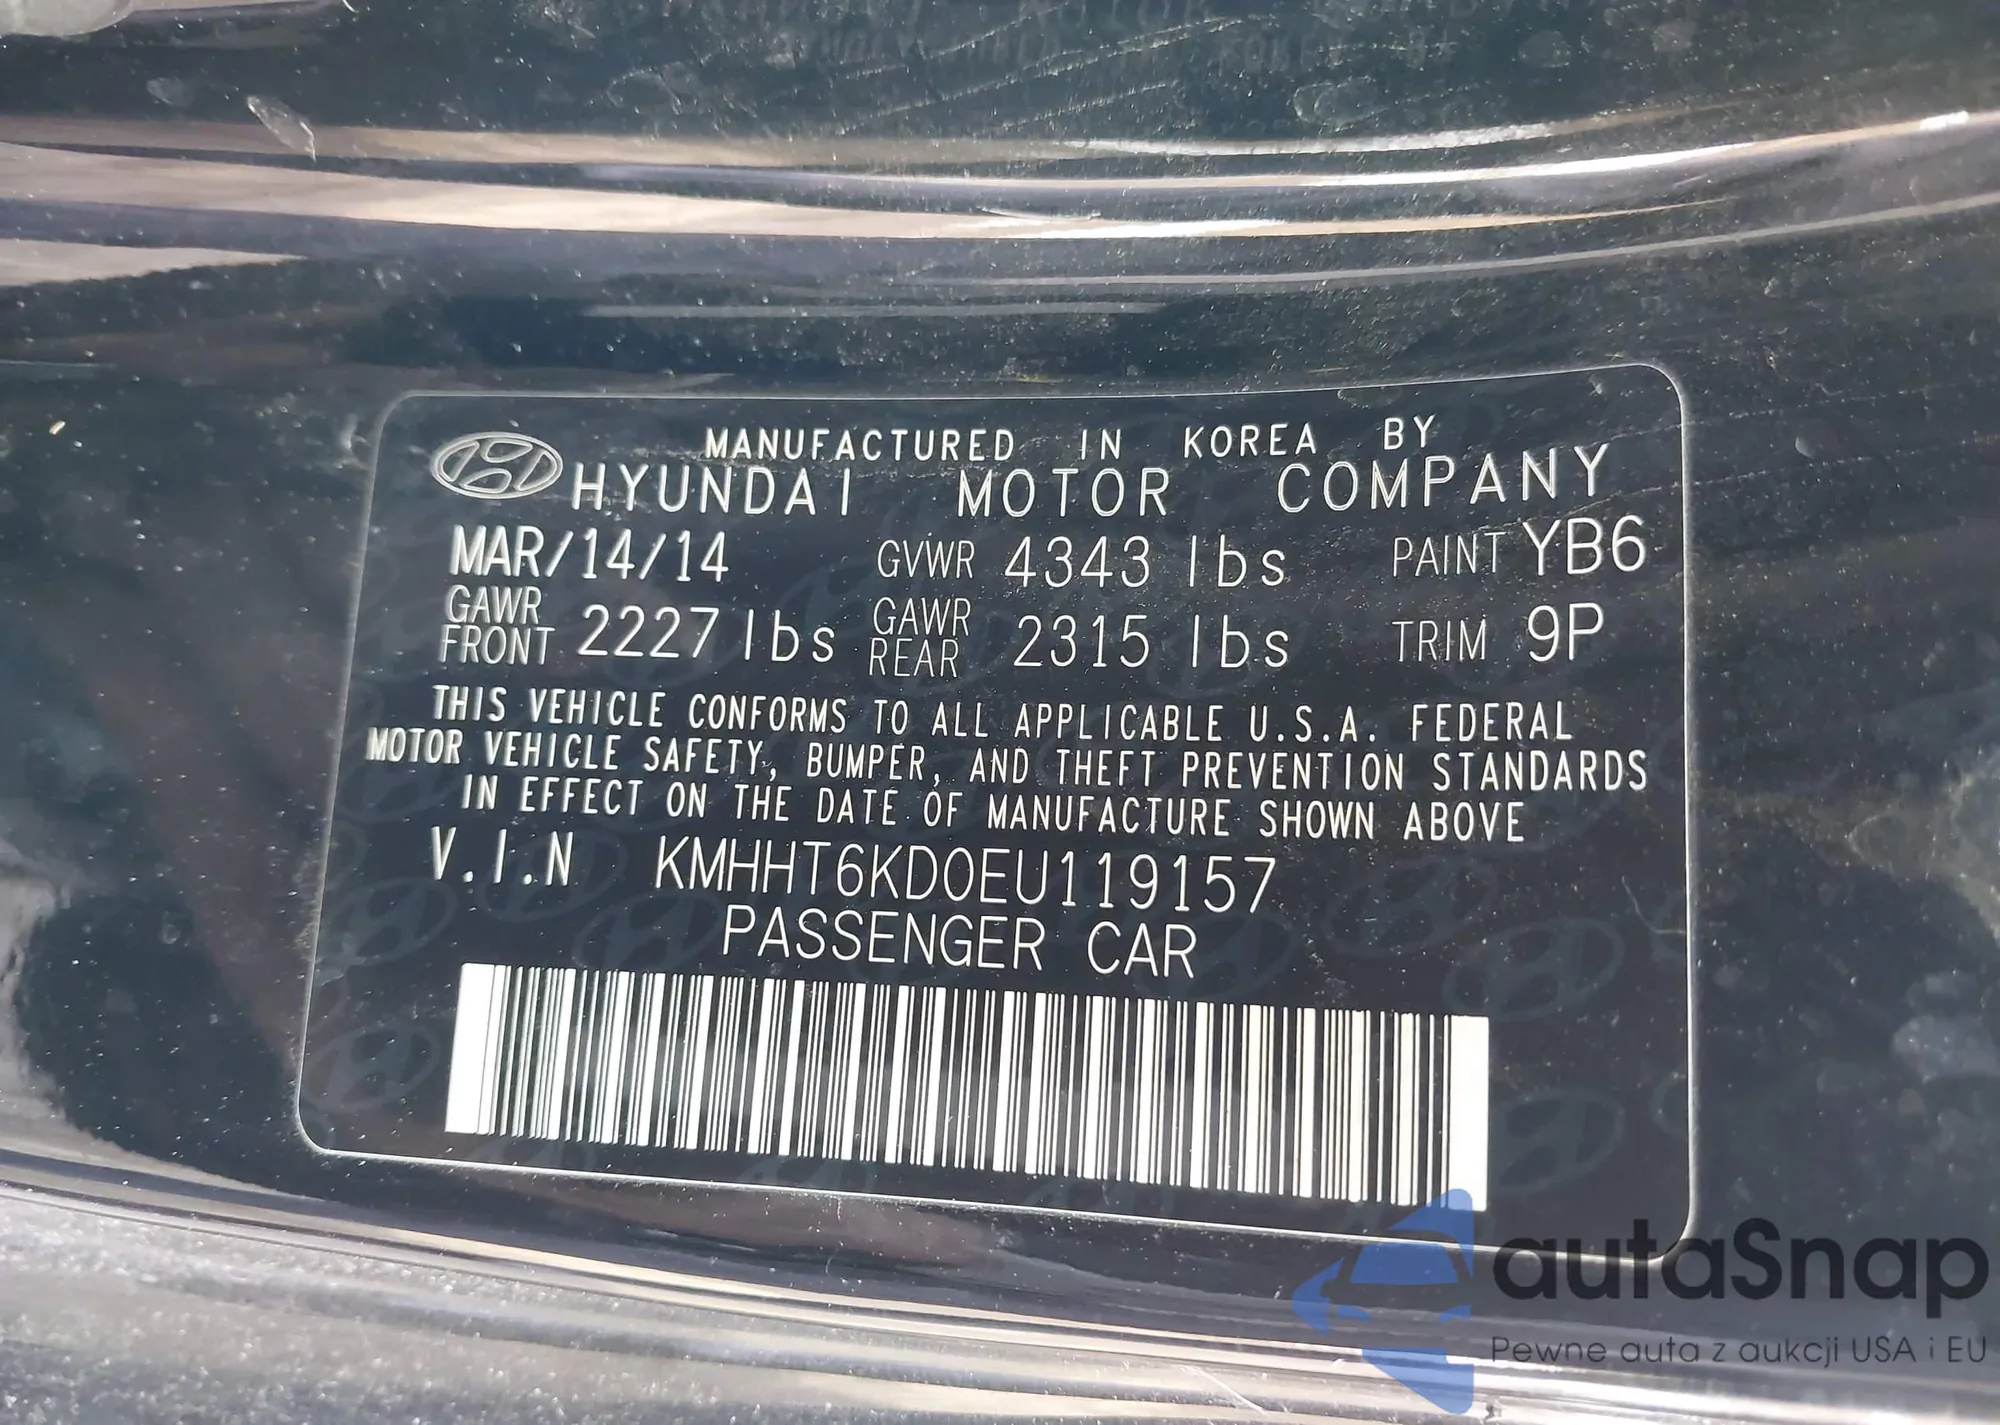 MANUFACTURED IN KOREA BY
HYUNDAI MOTOR COMPANY
MAR/14/14 GVWR 4343 lbs PAINT YB6
GAWR FRONT 2227 lbs GAWR REAR 2315 lbs TRIM 9P
THIS VEHICLE CONFORMS TO ALL APPLICABLE U.S.A. FEDERAL
MOTOR VEHICLE SAFETY, BUMPER, AND THEFT PREVENTION STANDARDS
IN EFFECT ON THE DATE OF MANUFACTURE SHOWN ABOVE
V.I.N KMHHT6KD0EU119157
PASSENGER CAR
autaSnap
Pewne auta z aukcji USA i EU